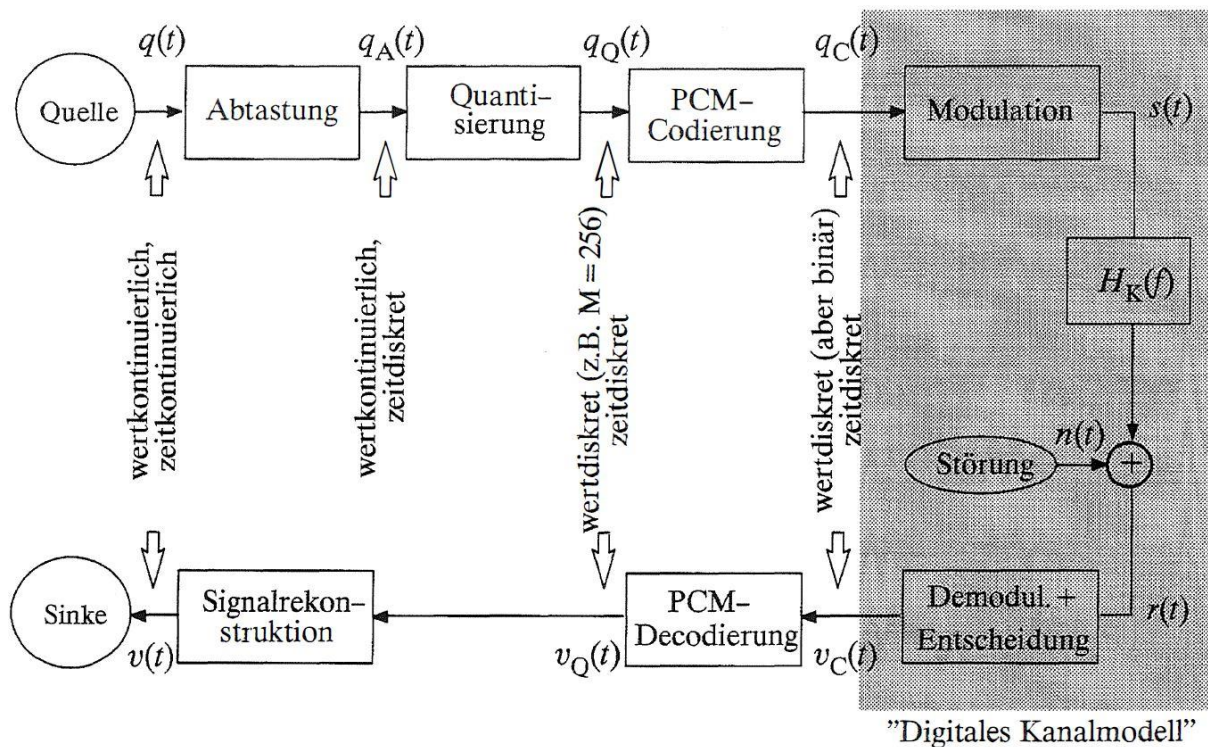 q(t)
q_A(t)
q_Q(t)
q_C(t)
Quelle
Abtastung
Quanti-
sierung
PCM-
Codierung
Modulation
s(t)
wertkontinuierlich,
zeitkontinuierlich
wertkontinuierlich,
zeitdiskret
wertdiskret (z.B. M = 256)
zeitdiskret
wertdiskret (aber binär)
zeitdiskret
H_K(f)
n(t)
Störung
+
Sinke
Signalrekon-
struktion
PCM-
Decodierung
Demodul. +
Entscheidung
r(t)
v(t)
v_Q(t)
v_C(t)
"Digitales Kanalmodell"